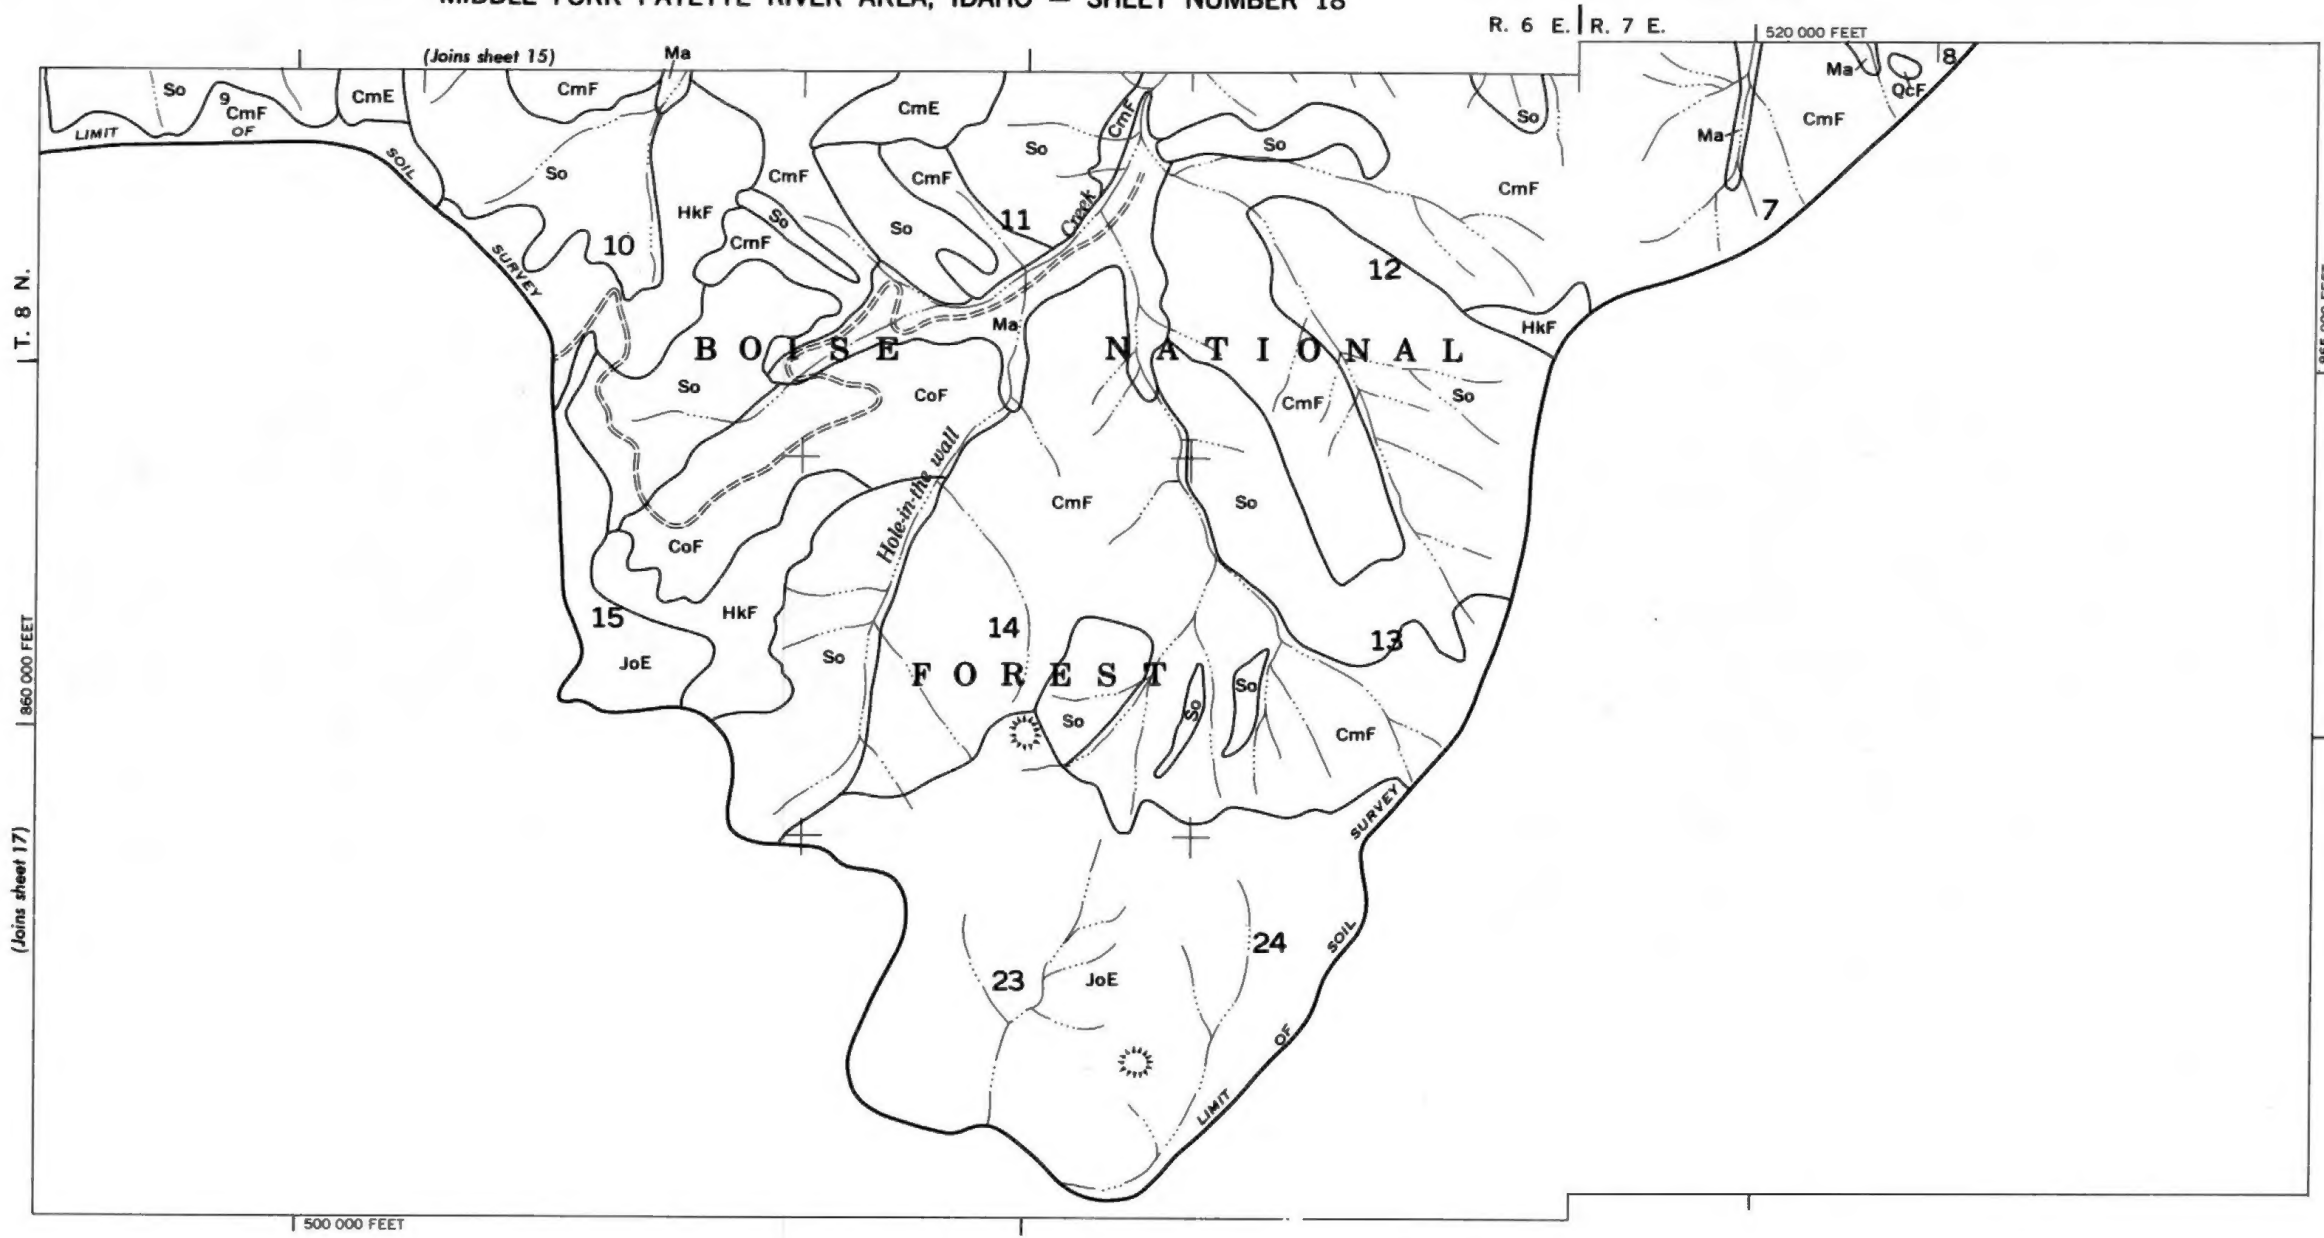 MIDDLE FORK PAYETTE RIVER AREA, IDAHO — SHEET NUMBER 18
R. 6 E. R. 7 E.
520 000 FEET
(Joins sheet 15)
Ma
8
Ma
QcF
So
9
CmF
CmE
CmF
CmE
CmF
So
CmF
Ma
LIMIT OF SOIL SURVEY
So
So
So
CmF
CmF
CmF
HkF
So
11
Creek
7
10
CmF
So
12
T. 8 N.
Ma
HkF
BOISE NATIONAL
So
CoF
CmF
So
Hole-in-the wall
CmF
So
CoF
15
HkF
14
13
860 000 FEET
JoE
So
FOREST
So
So
So
CmF
(Joins sheet 17)
23
JoE
24
LIMIT OF SOIL SURVEY
500 000 FEET